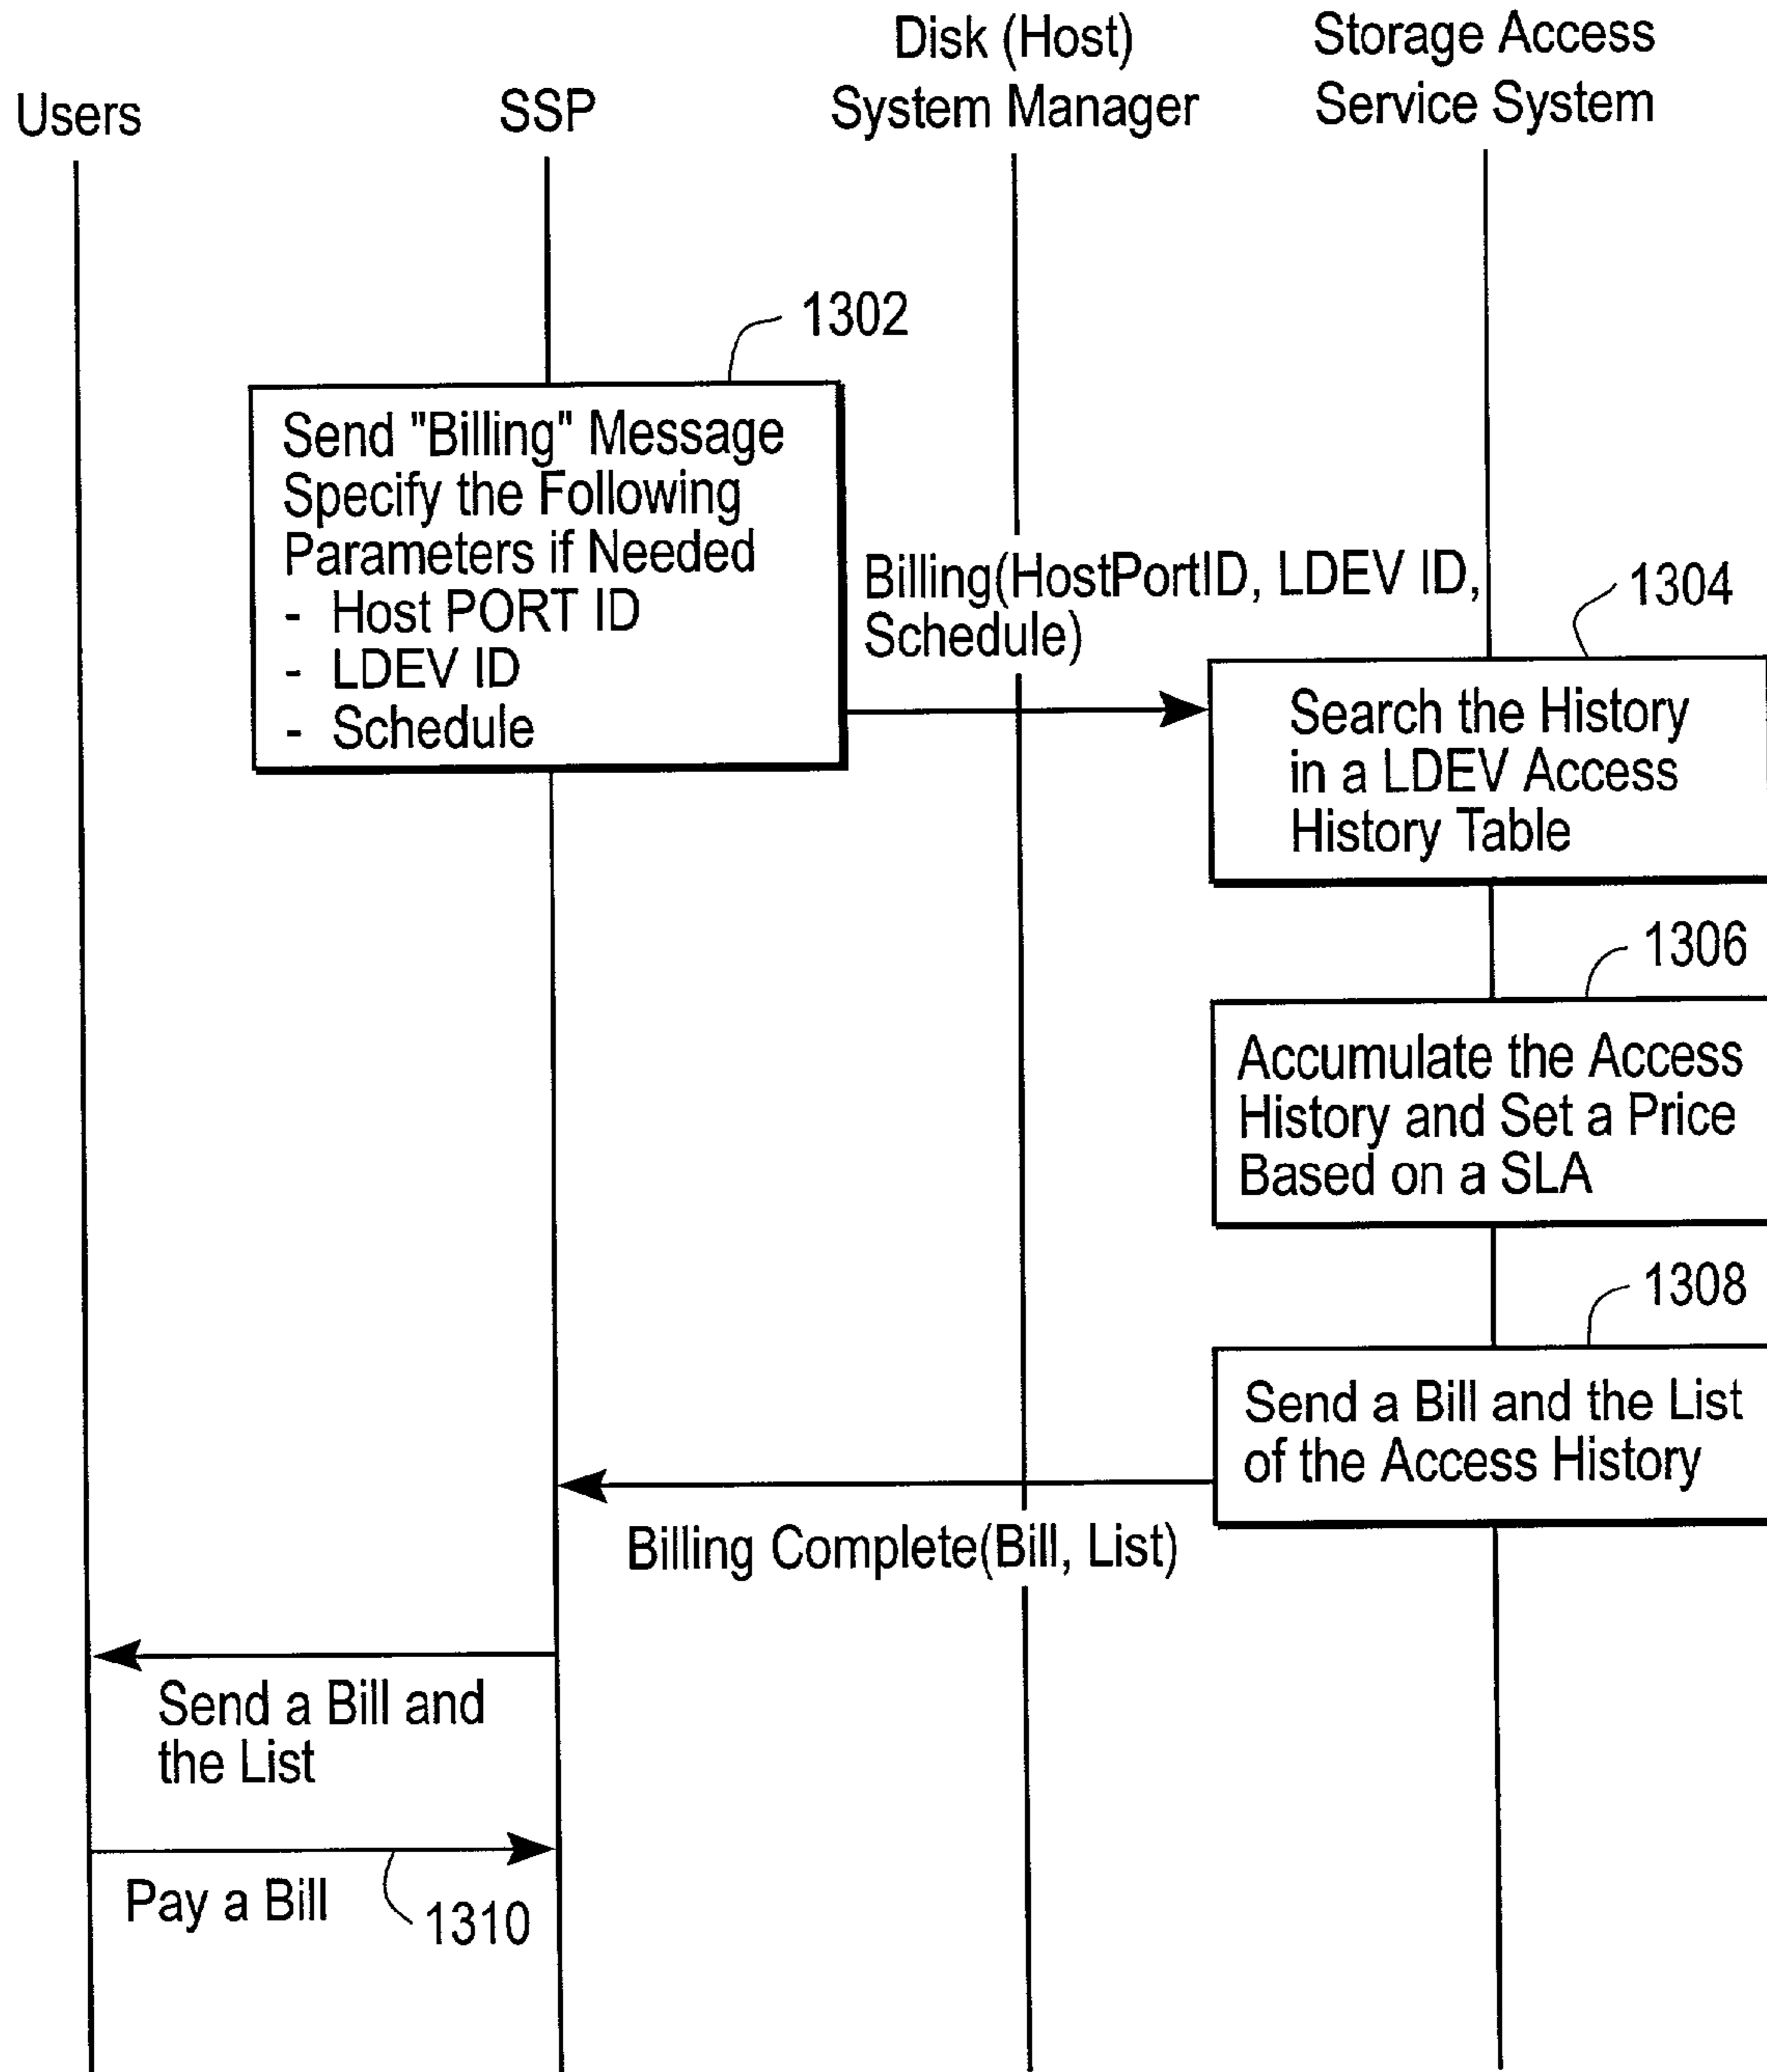 Users
SSP
Disk (Host)
System Manager
Storage Access
Service System
1302
Send "Billing" Message
Specify the Following
Parameters if Needed
- Host PORT ID
- LDEV ID
- Schedule
Billing(HostPortID, LDEV ID,
Schedule)
1304
Search the History
in a LDEV Access
History Table
1306
Accumulate the Access
History and Set a Price
Based on a SLA
1308
Send a Bill and the List
of the Access History
Billing Complete(Bill, List)
Send a Bill and
the List
Pay a Bill
1310